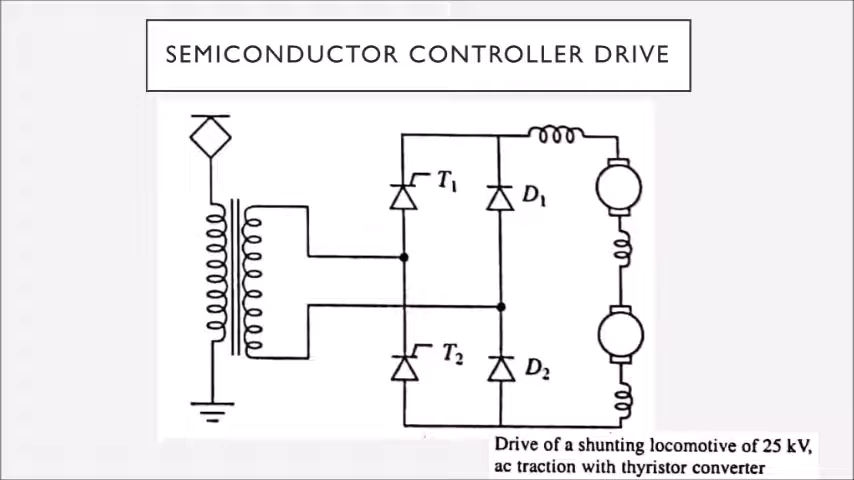 SEMICONDUCTOR CONTROLLER DRIVE
T₁
D₁
T₂
D₂
Drive of a shunting locomotive of 25 kV,
ac traction with thyristor converter